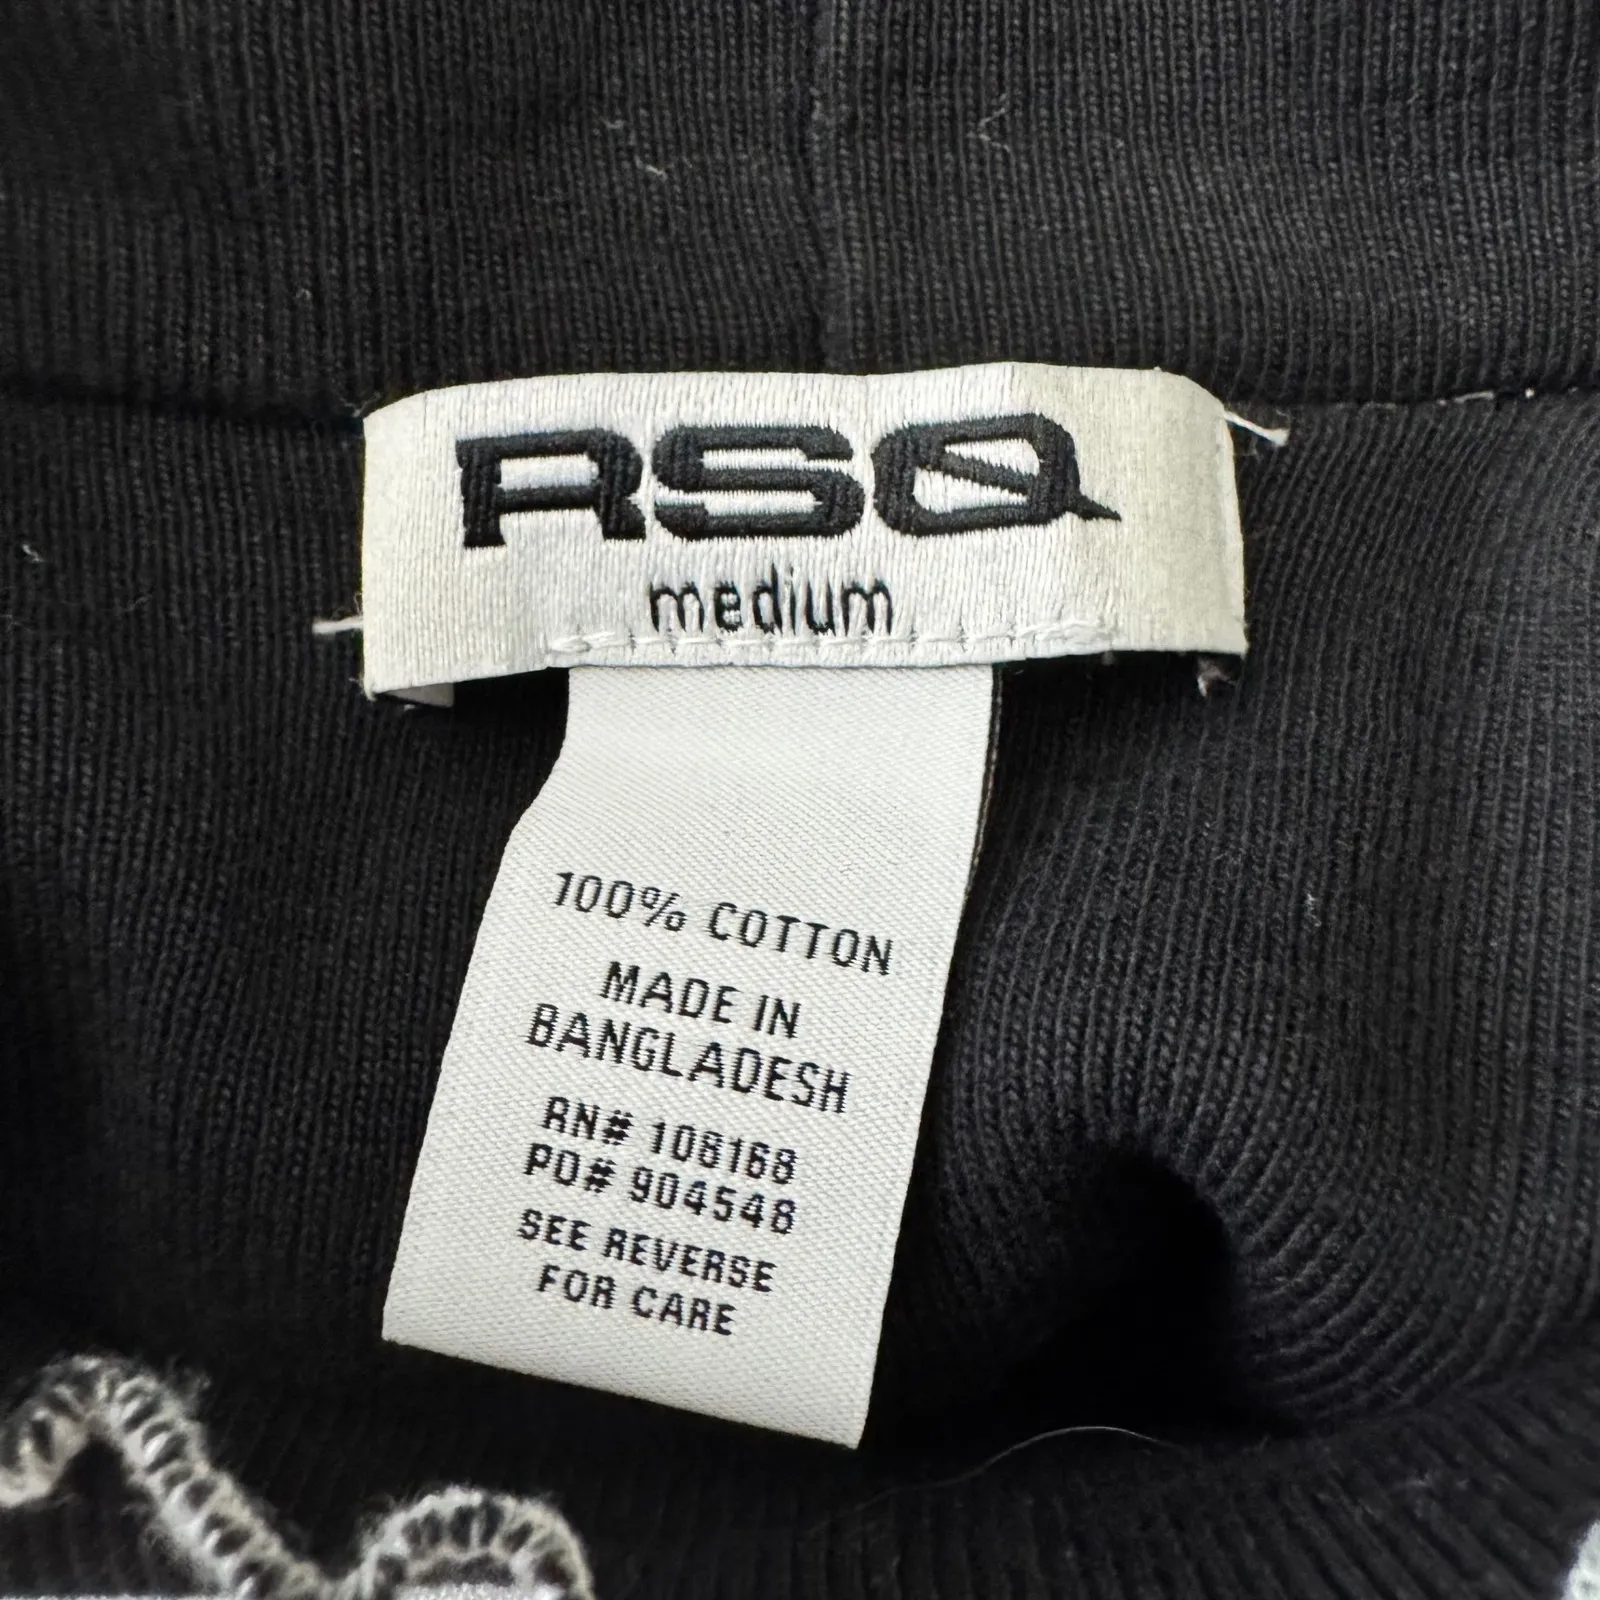 RSQ
medium
100% COTTON
MADE IN
BANGLADESH
RN# 108168
PO# 904548
SEE REVERSE
FOR CARE